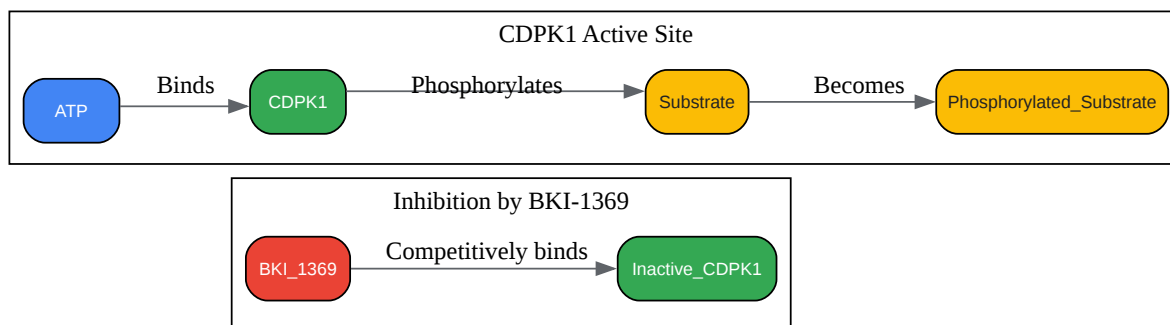 CDPK1 Active Site
ATP
Binds
CDPK1
Phosphorylates
Substrate
Becomes
Phosphorylated_Substrate
Inhibition by BKI-1369
BKI_1369
Competitively binds
Inactive_CDPK1